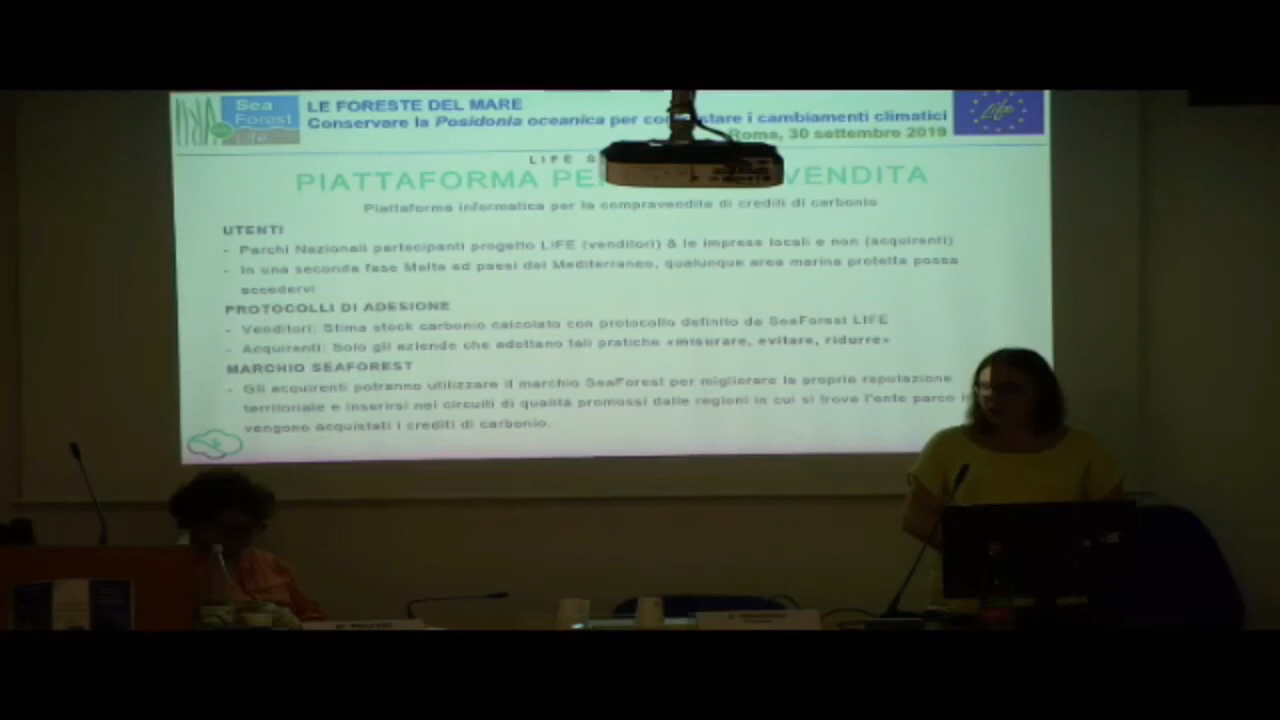 Sea
Forest
Life
LE FORESTE DEL MARE
Conservare la Posidonia oceanica per stare i cambiamenti climatici
Roma, 30 settembre 2019
Life
LIFE S
PIATTAFORMA PE VENDITA
Piattaforma informatica per la compravendita di crediti di carbonio
UTENTI
- Parchi Nazionali partecipanti progetto LIFE (venditori) & le imprese locali e non (acquirenti)
- In una seconda fase Malta ed paesi del Mediterraneo, qualunque area marina protetta possa
accedervi
PROTOCOLLI DI ADESIONE
- Venditori: Stima stock carbonio calcolato con protocollo definito da SeaForest LIFE
- Acquirenti: Solo gli aziende che adottano tali pratiche «misurare, evitare, ridurre»
MARCHIO SEAFOREST
- Gli acquirenti potranno utilizzare il marchio SeaForest per migliorare la propria reputazione
territoriale e inserirsi nei circuiti di qualità promossi dalle regioni in cui si trova l'ente parco i
vengono acquistati i crediti di carbonio.